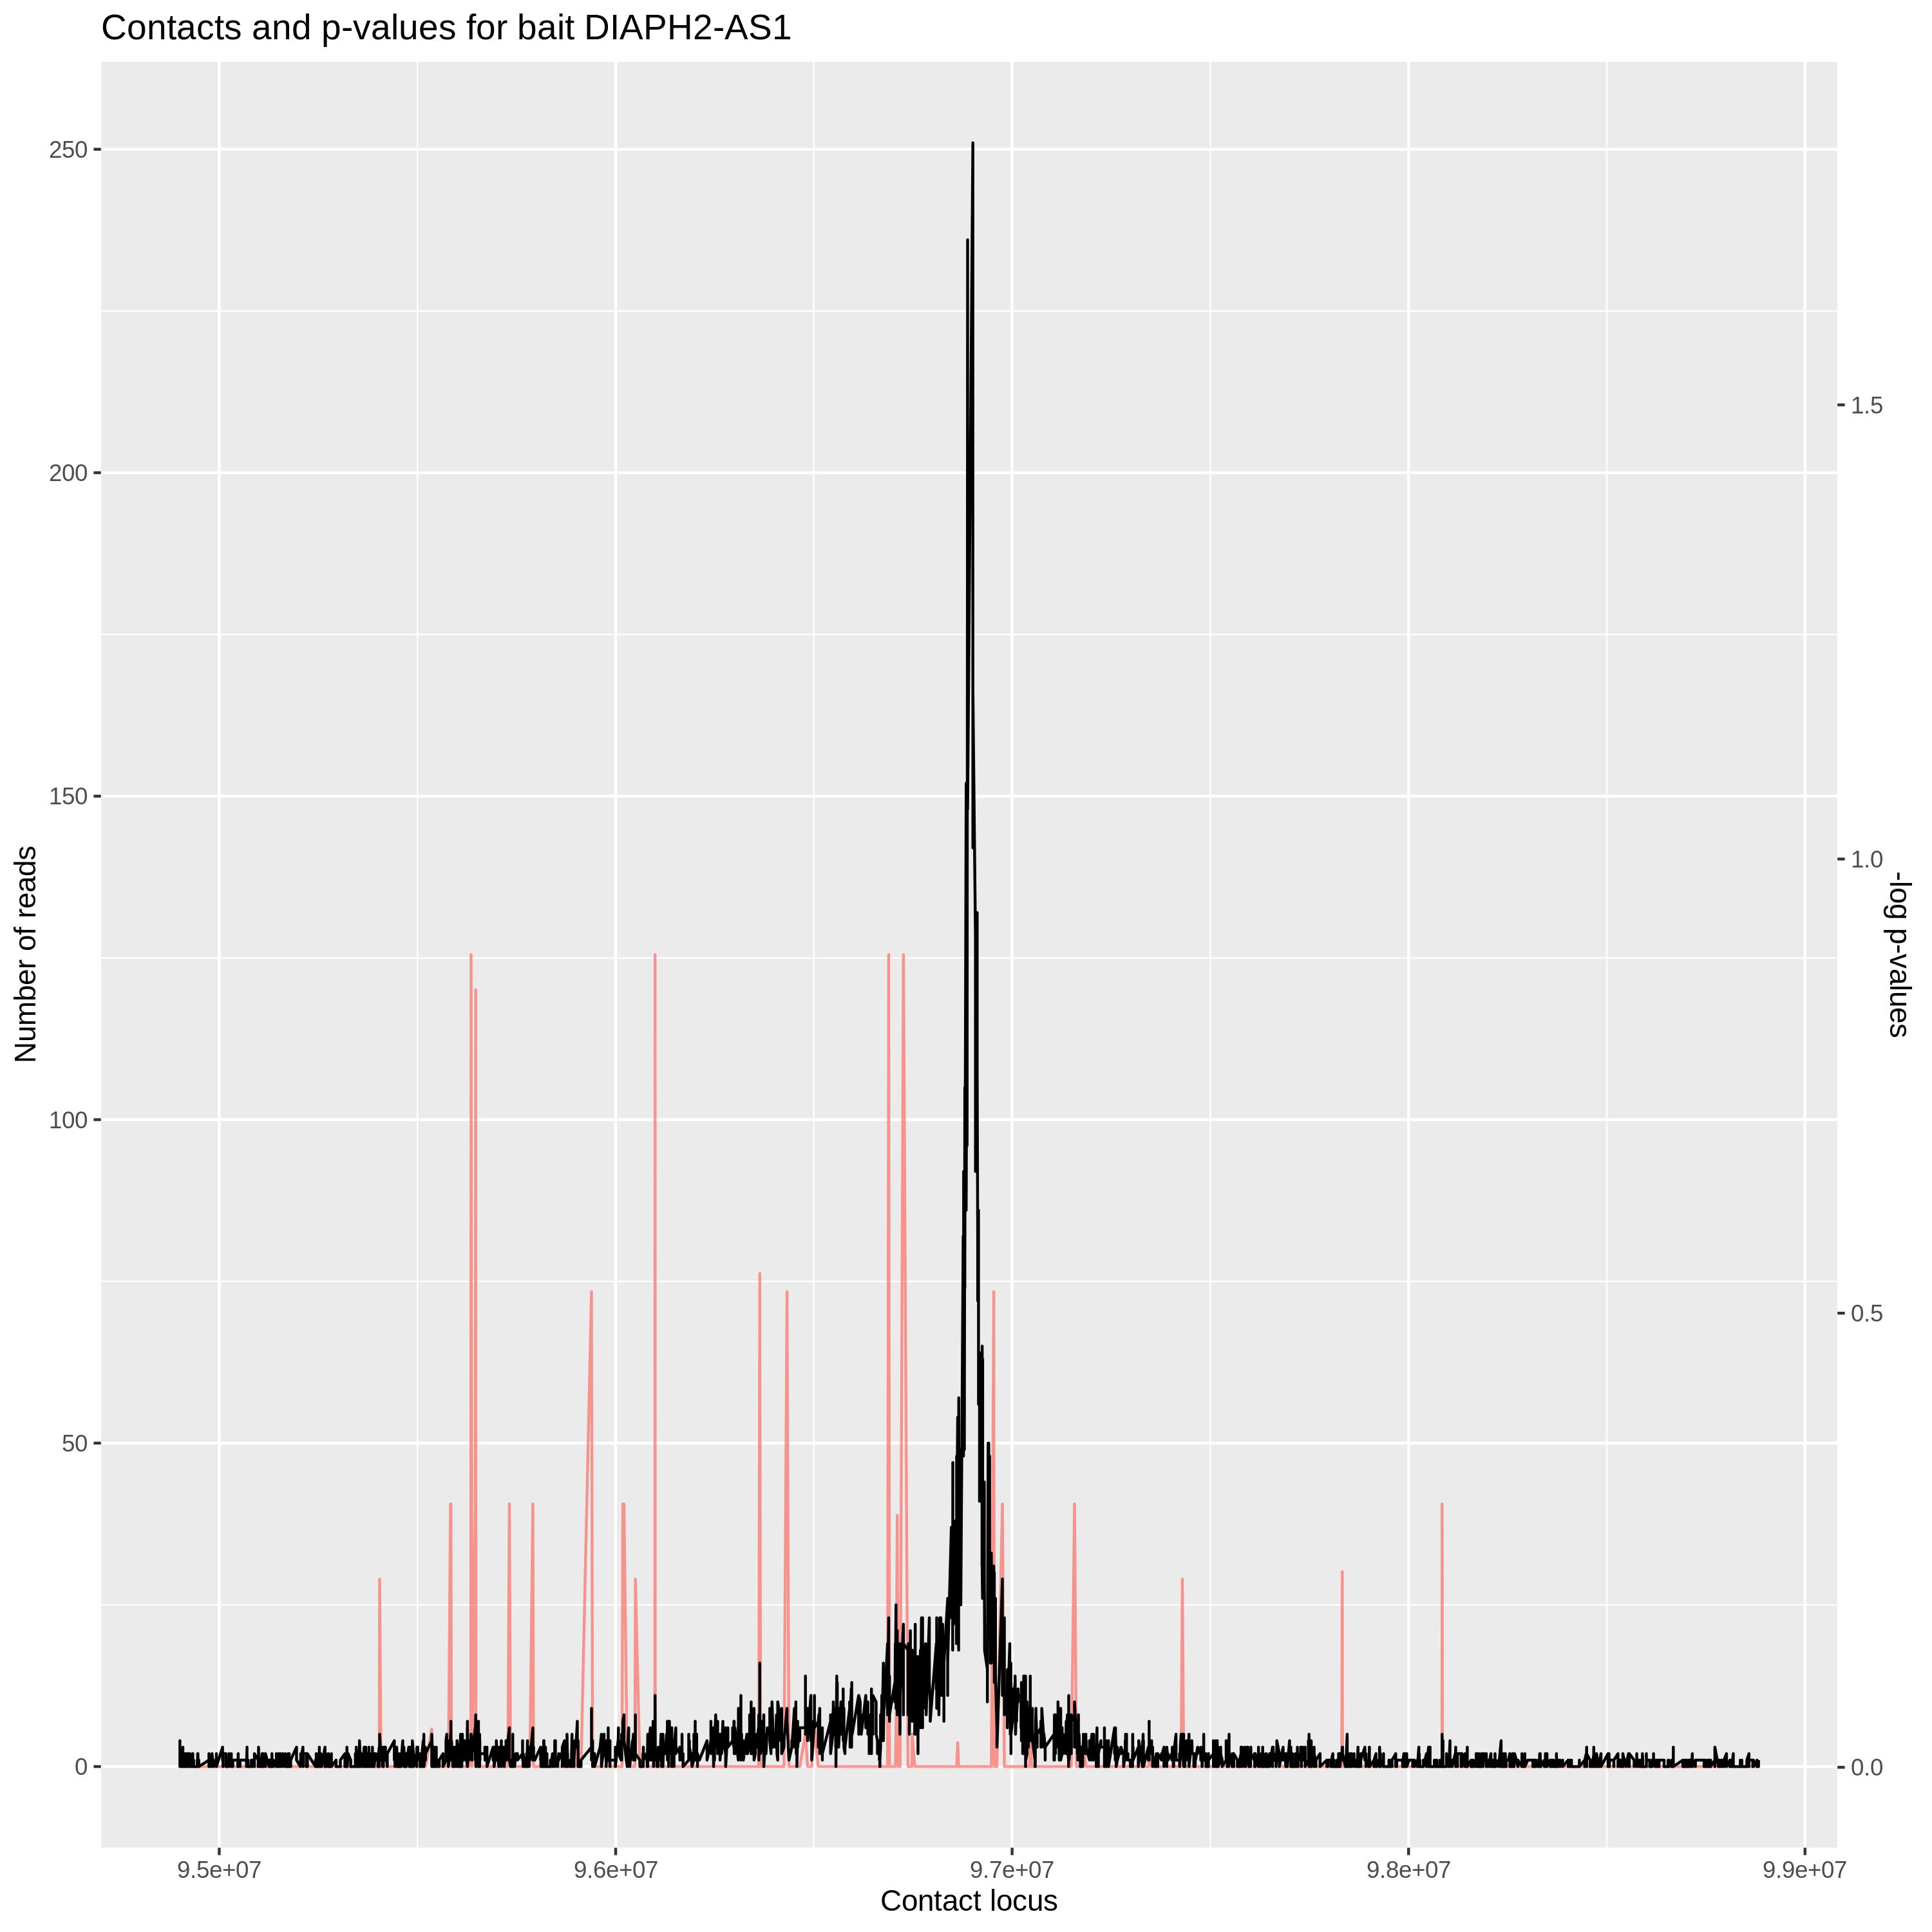 Contacts and p-values for bait DIAPH2-AS1
250
200
150
100
50
0
Number of reads
1.5
1.0
0.5
0.0
-log p-values
9.5e+07
9.6e+07
9.7e+07
9.8e+07
9.9e+07
Contact locus